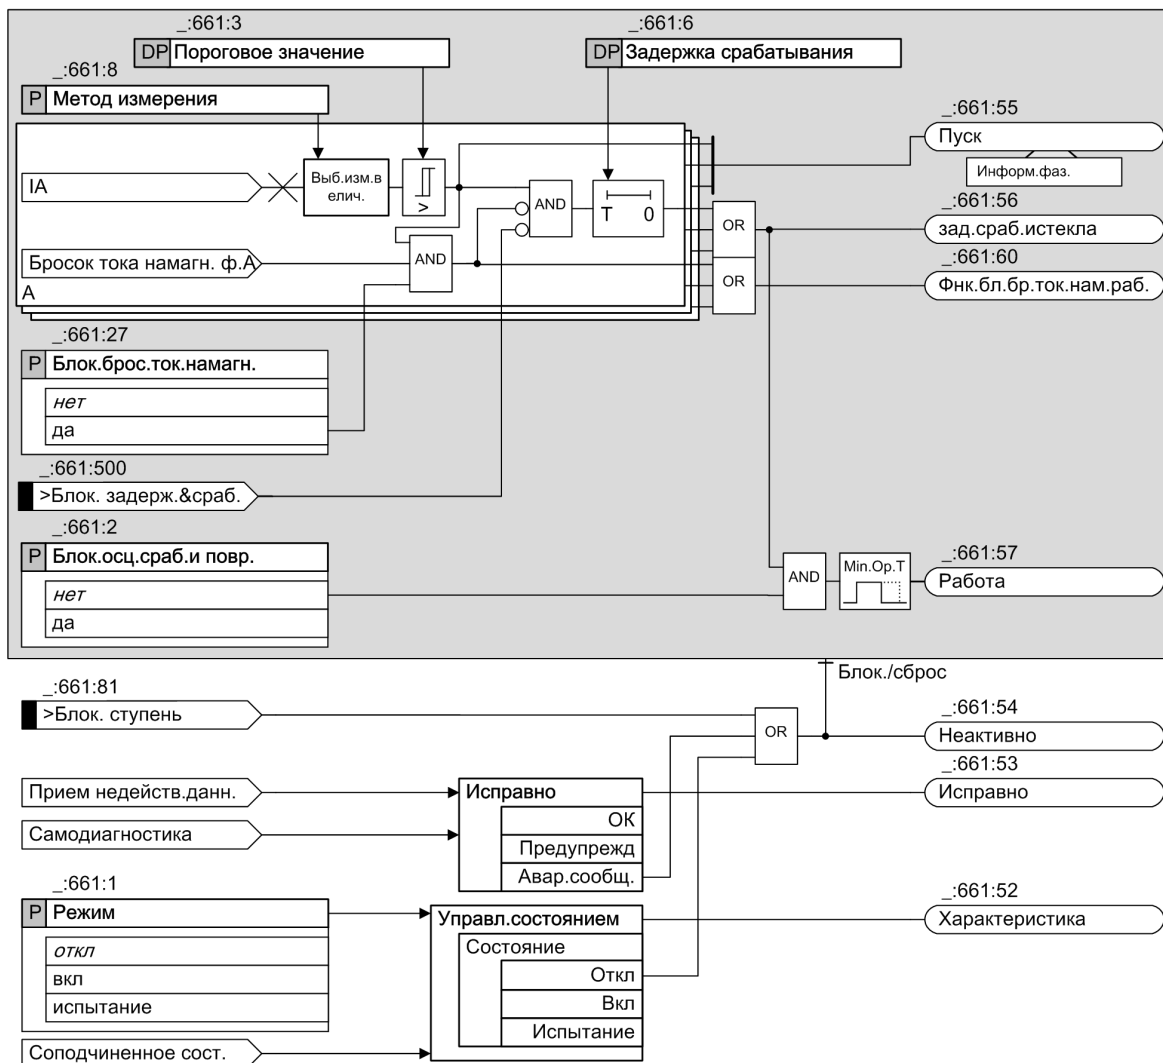 _:661:3
_:661:6
DP Пороговое значение
DP Задержка срабатывания
_:661:8
P Метод измерения
_:661:55
Пуск
Информ.фаз.
IA
Выб.изм.в
елич.
>
AND
T 0
OR
_:661:56
зад.сраб.истекла
Бросок тока намагн. ф.А
AND
A
OR
_:661:60
Фнк.бл.бр.ток.нам.раб.
_:661:27
P Блок.брос.ток.намагн.
нет
да
_:661:500
>Блок. задерж.&сраб.
_:661:2
P Блок.осц.сраб.и повр.
нет
да
AND
Min.Op.T
_:661:57
Работа
Блок./сброс
_:661:81
>Блок. ступень
OR
_:661:54
Неактивно
_:661:53
Исправно
Прием недейств.данн.
Самодиагностика
Исправно
ОК
Предупрежд
Авар.сообщ.
_:661:1
P Режим
откл
вкл
испытание
Соподчиненное сост.
Управл.состоянием
Состояние
Откл
Вкл
Испытание
_:661:52
Характеристика